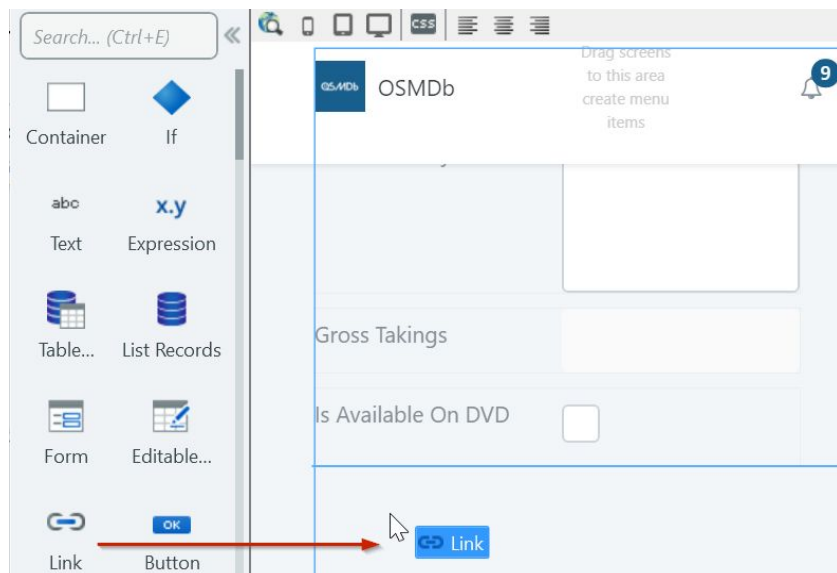 Search... (Ctrl+E)
Container
If
abc
Text
x.y
Expression
Table...
List Records
Form
Editable...
Link
OK
Button
CSS
OSMDb
OSMDb
Drag screens
to this area
create menu
items
9
Gross Takings
Is Available On DVD
Link